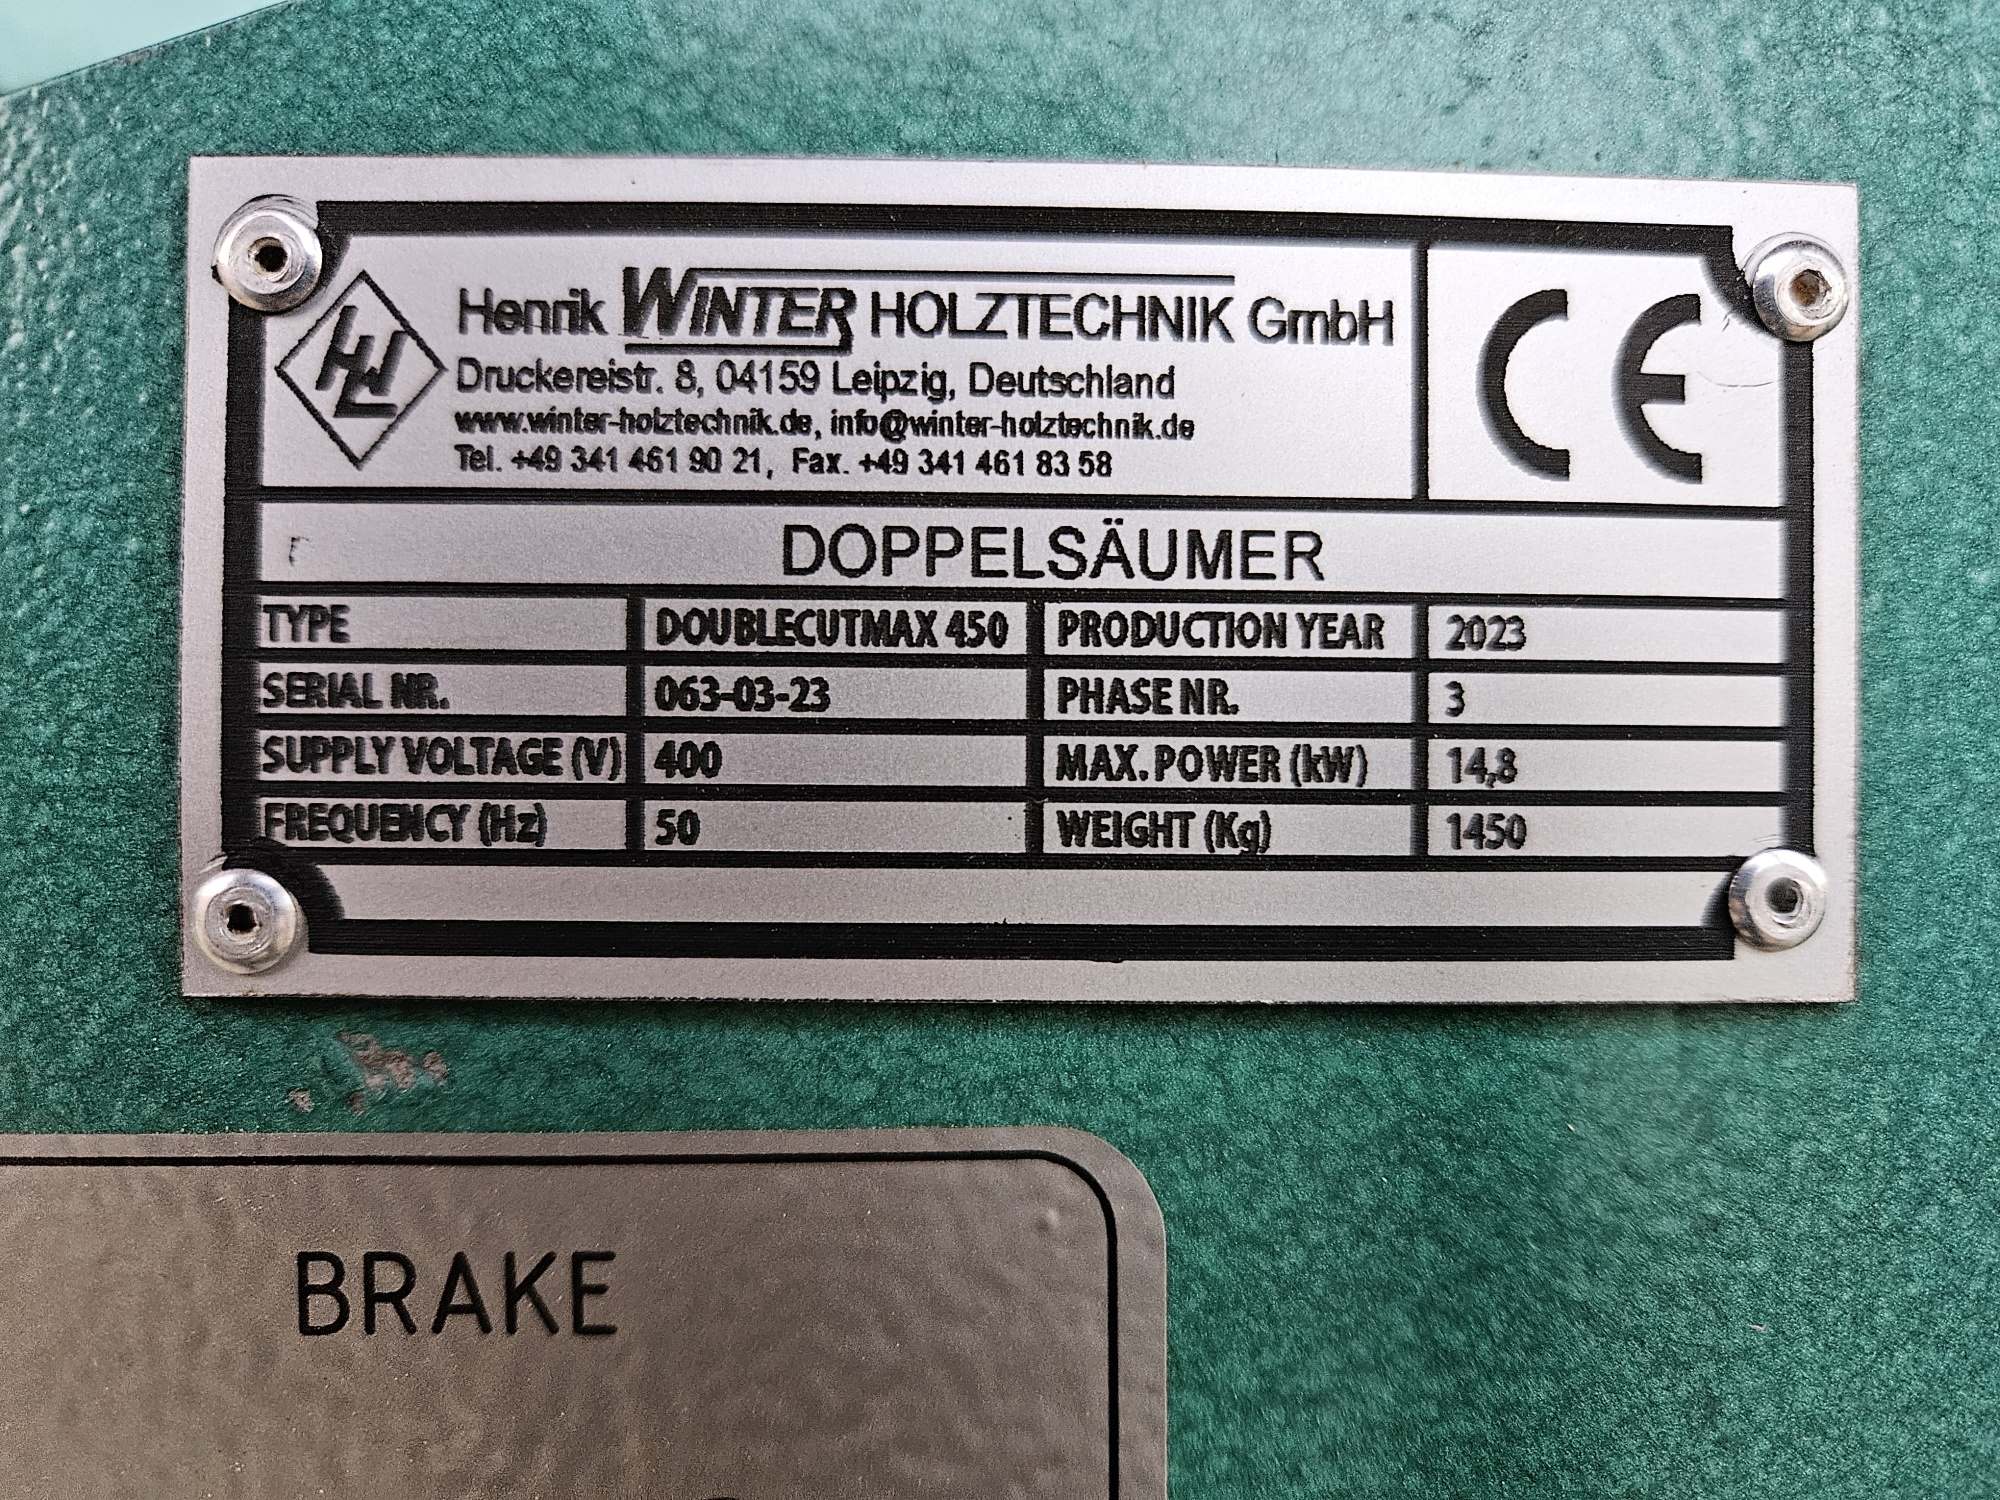 HWL
Henrik WINTER HOLZTECHNIK GmbH
Druckereistr. 8, 04159 Leipzig, Deutschland
www.winter-holztechnik.de, info@winter-holztechnik.de
Tel. +49 341 461 90 21, Fax. +49 341 461 83 58
CE
DOPPELSÄUMER
TYPE DOUBLECUTMAX 450 PRODUCTION YEAR 2023
SERIAL NR. 063-03-23 PHASE NR. 3
SUPPLY VOLTAGE (V) 400 MAX. POWER (kW) 14,8
FREQUENCY (Hz) 50 WEIGHT (Kg) 1450
BRAKE